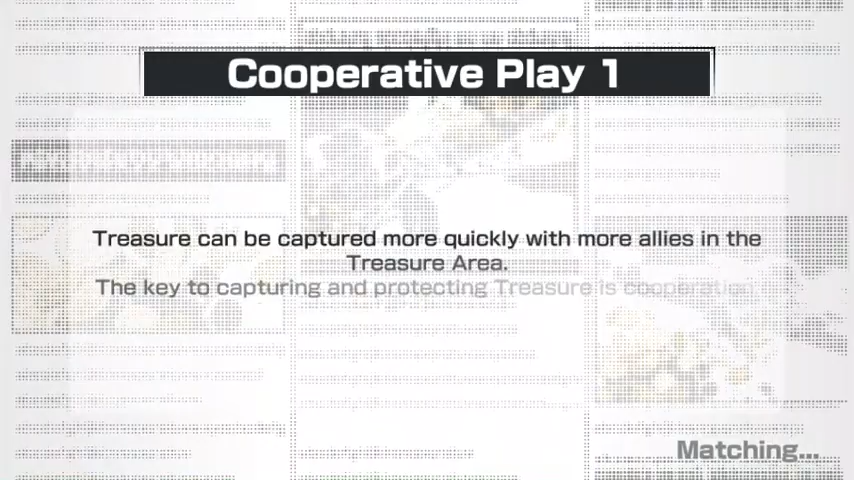 Cooperative Play 1
Treasure can be captured more quickly with more allies in the
Treasure Area.
The key to capturing and protecting Treasure is cooperation.
Matching...